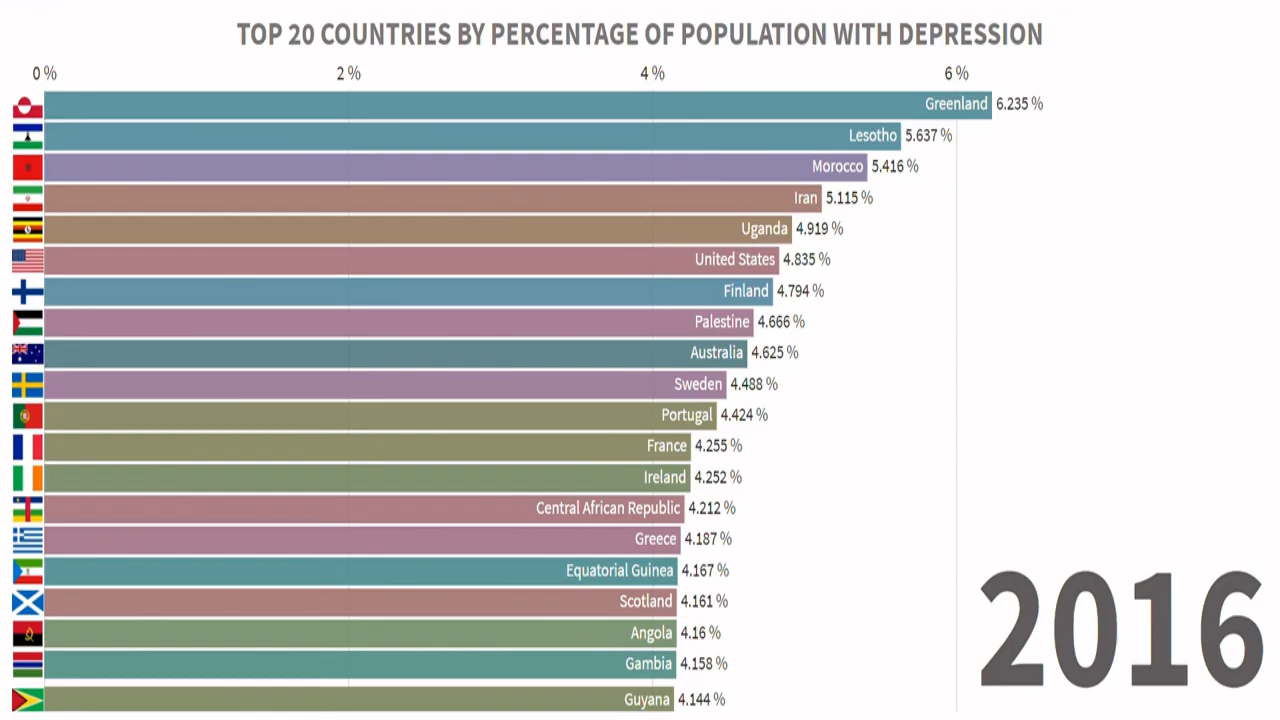 TOP 20 COUNTRIES BY PERCENTAGE OF POPULATION WITH DEPRESSION
0 % 2 % 4 % 6 %
Greenland 6.235 %
Lesotho 5.637 %
Morocco 5.416 %
Iran 5.115 %
Uganda 4.919 %
United States 4.835 %
Finland 4.794 %
Palestine 4.666 %
Australia 4.625 %
Sweden 4.488 %
Portugal 4.424 %
France 4.255 %
Ireland 4.252 %
Central African Republic 4.212 %
Greece 4.187 %
Equatorial Guinea 4.167 %
Scotland 4.161 %
Angola 4.16 %
Gambia 4.158 %
Guyana 4.144 %
2016